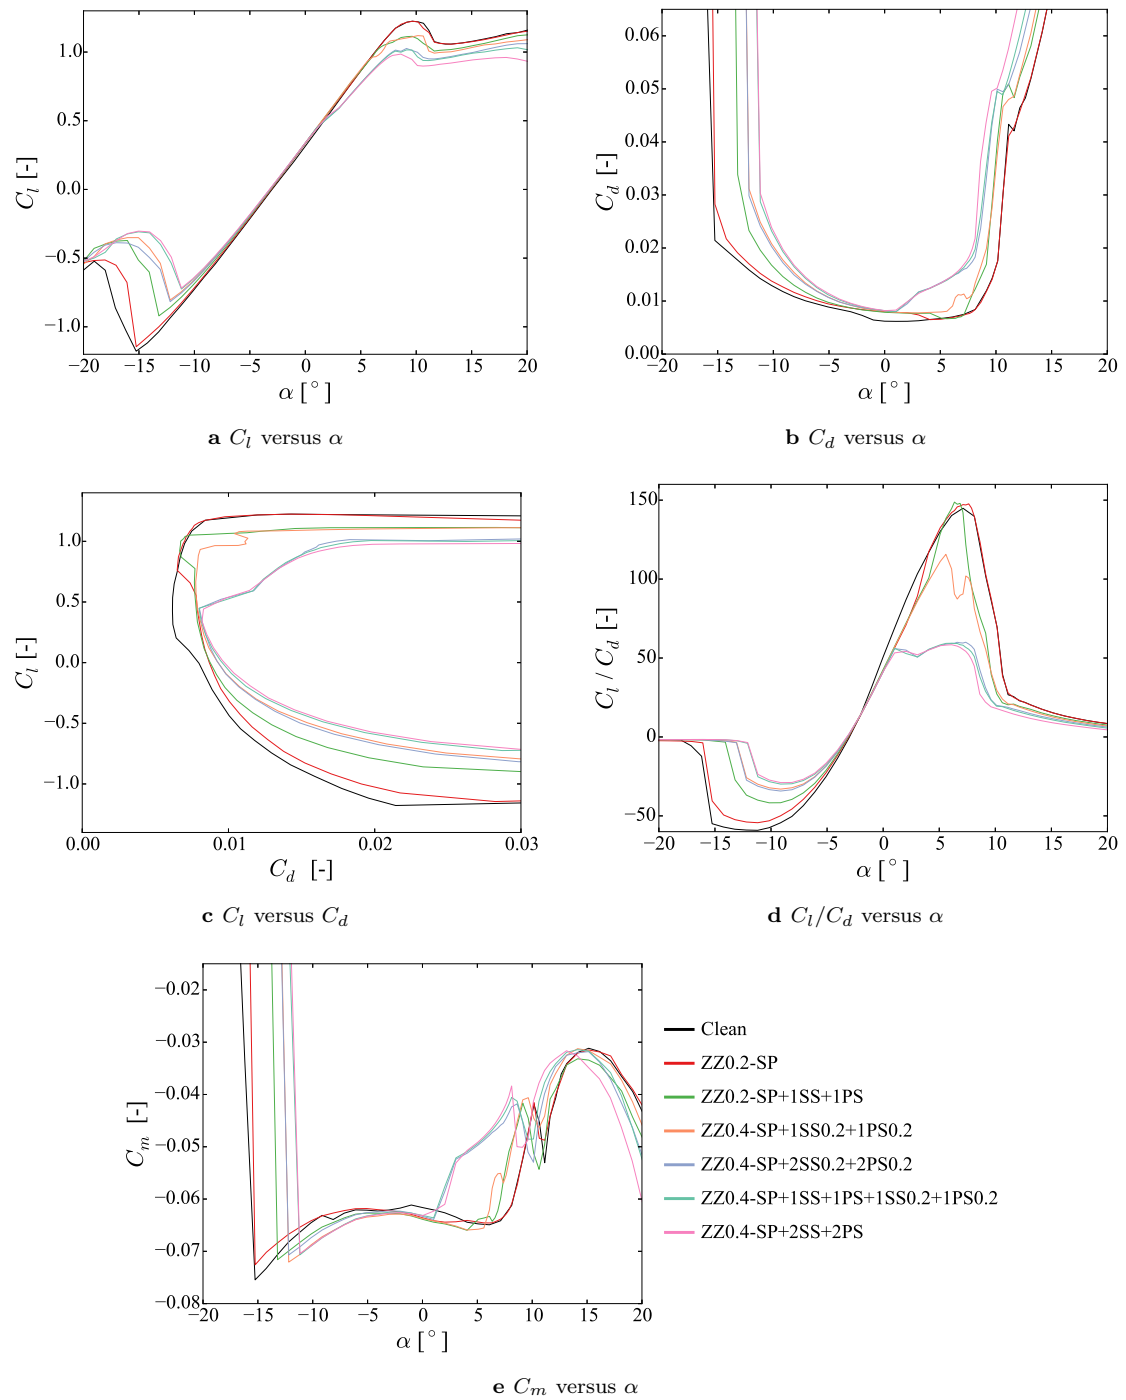 1.0
0.5
0.0
−0.5
−1.0
C_l [-]
−20 −15 −10 −5 0 5 10 15 20
α [°]
a C_l versus α
0.06
0.05
0.04
0.03
0.02
0.01
0.00
C_d [-]
−20 −15 −10 −5 0 5 10 15 20
α [°]
b C_d versus α
1.0
0.5
0.0
−0.5
−1.0
C_l [-]
0.00 0.01 0.02 0.03
C_d [-]
c C_l versus C_d
150
100
50
0
−50
C_l / C_d [-]
−20 −15 −10 −5 0 5 10 15 20
α [°]
d C_l/C_d versus α
−0.02
−0.03
−0.04
−0.05
−0.06
−0.07
−0.08
C_m [-]
−20 −15 −10 −5 0 5 10 15 20
α [°]
Clean
ZZ0.2-SP
ZZ0.2-SP+1SS+1PS
ZZ0.4-SP+1SS0.2+1PS0.2
ZZ0.4-SP+2SS0.2+2PS0.2
ZZ0.4-SP+1SS+1PS+1SS0.2+1PS0.2
ZZ0.4-SP+2SS+2PS
e C_m versus α